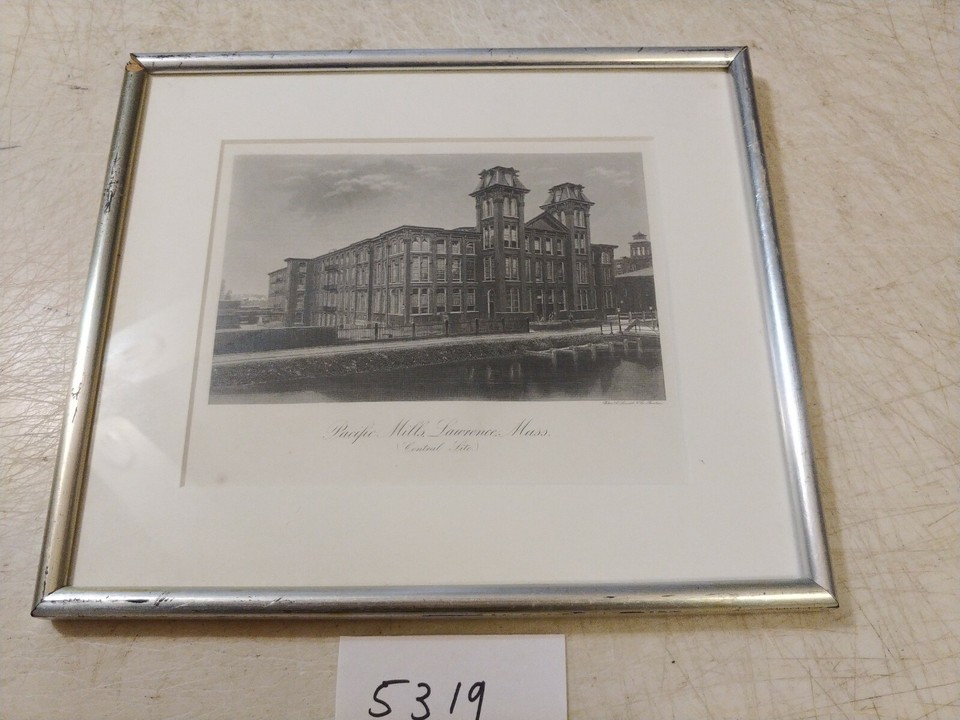 Pacific Mills, Lawrence, Mass.
(Central Site.)
5319